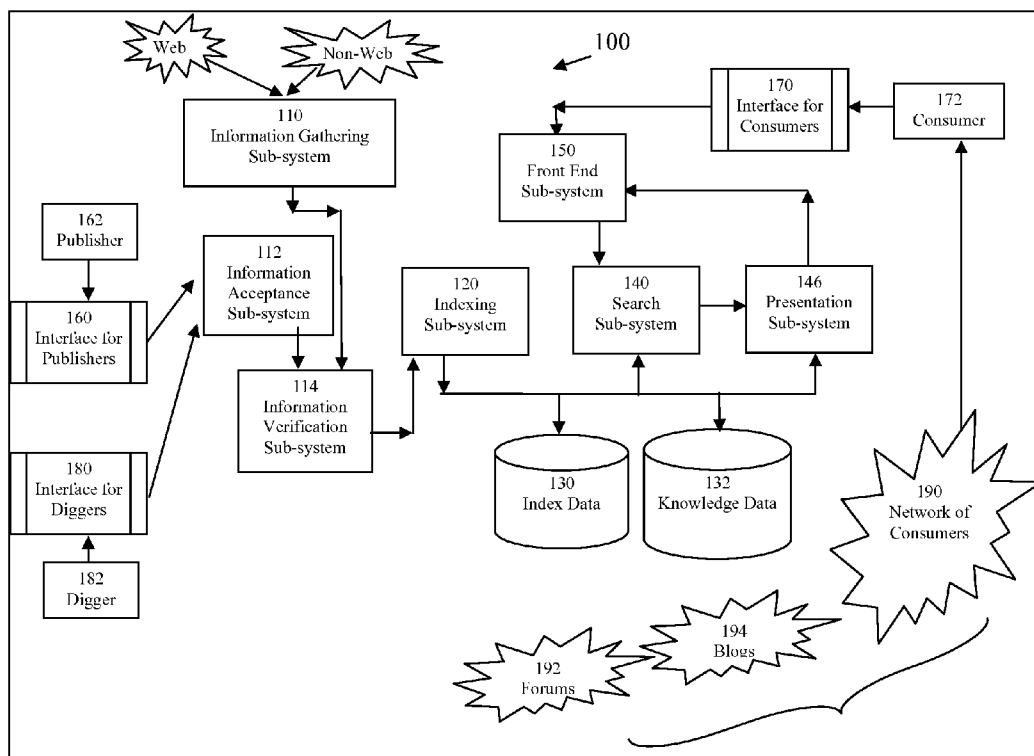 Web
Non-Web
100
110
Information Gathering
Sub-system
170
Interface for
Consumers
172
Consumer
150
Front End
Sub-system
162
Publisher
112
Information
Acceptance
Sub-system
120
Indexing
Sub-system
140
Search
Sub-system
146
Presentation
Sub-system
160
Interface for
Publishers
114
Information
Verification
Sub-system
180
Interface for
Diggers
130
Index Data
132
Knowledge Data
190
Network of
Consumers
182
Digger
194
Blogs
192
Forums